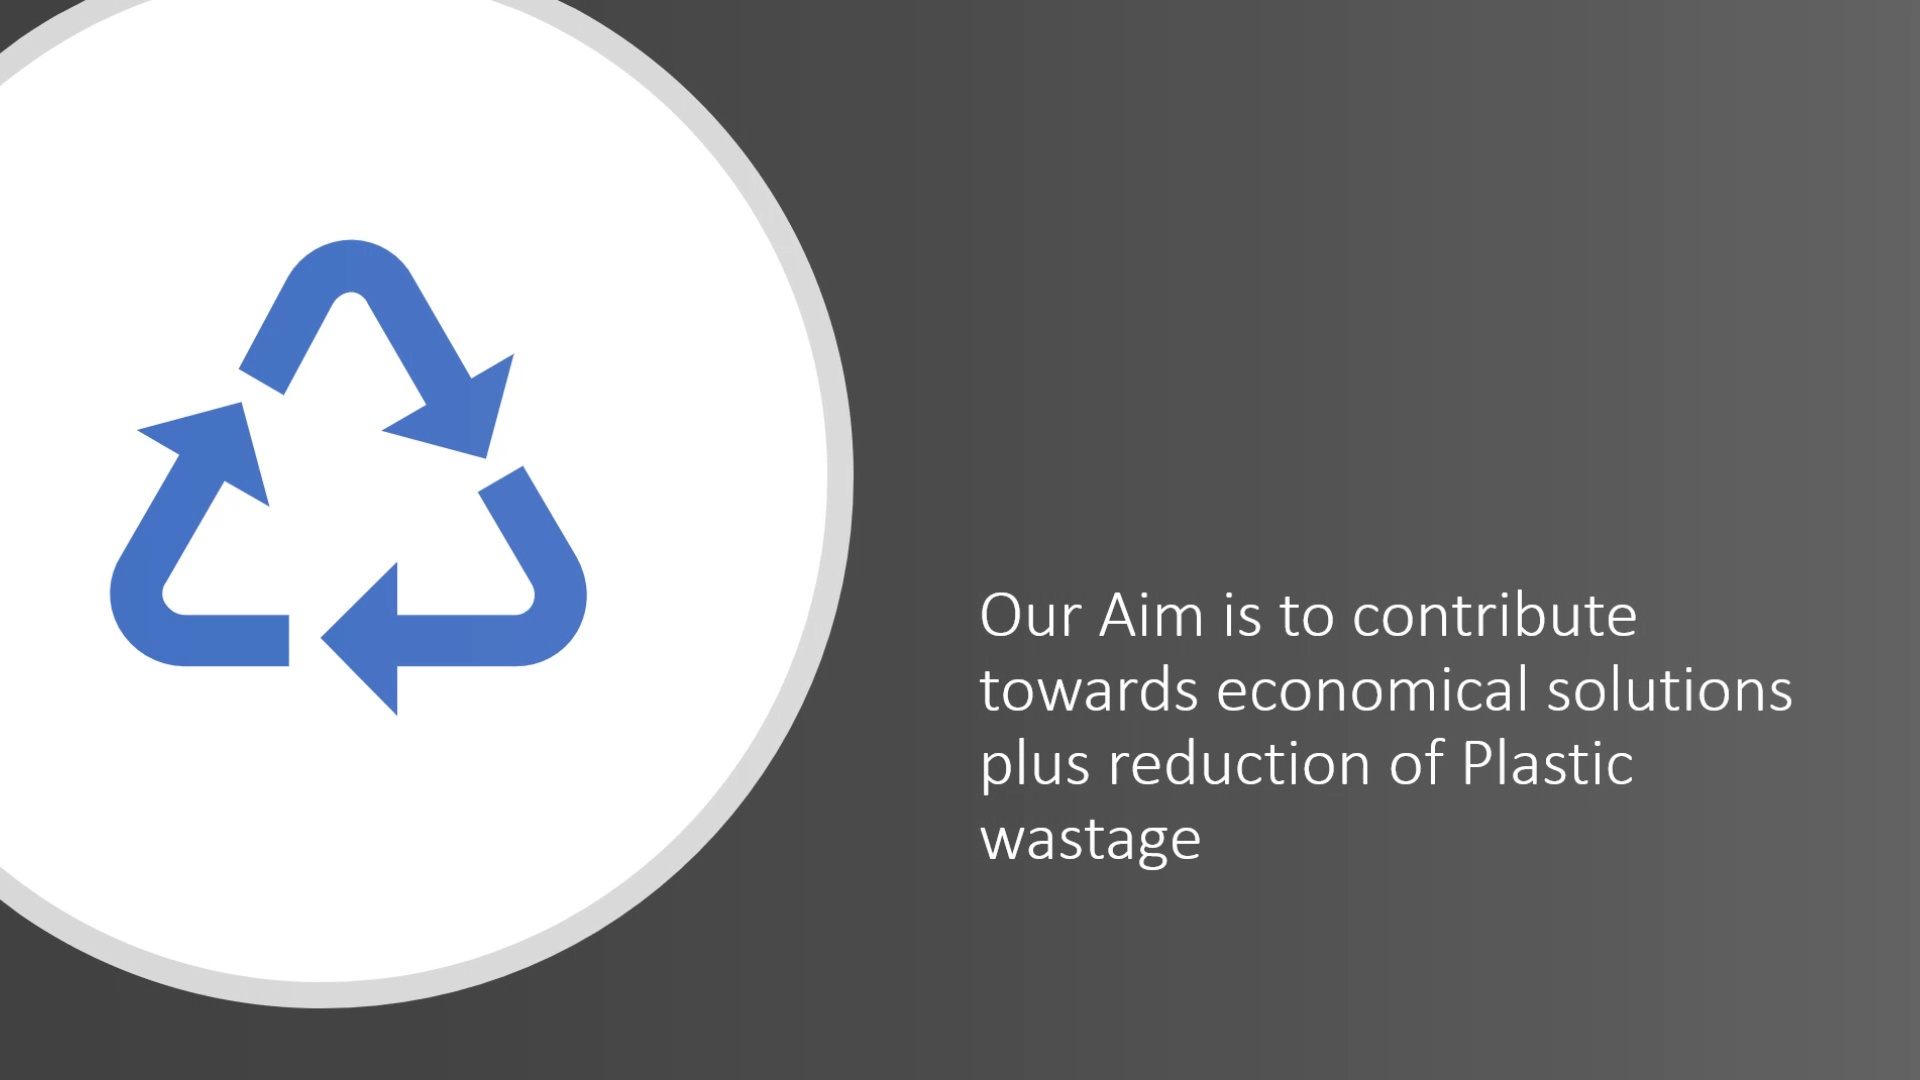 Our Aim is to contribute
towards economical solutions
plus reduction of Plastic
wastage